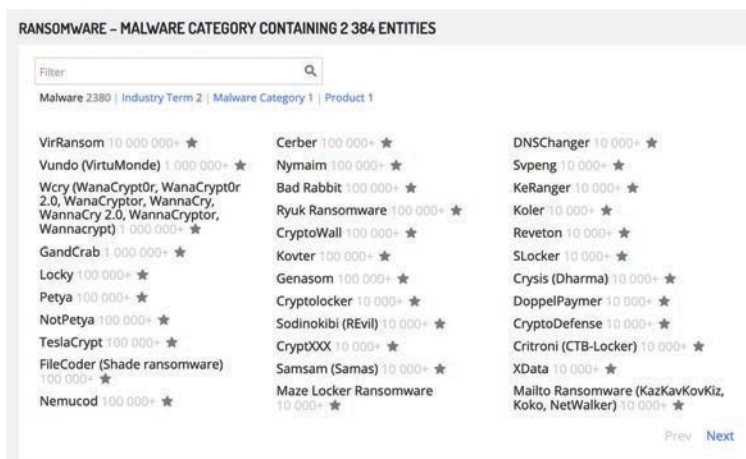 RANSOMWARE – MALWARE CATEGORY CONTAINING 2 384 ENTITIES
Filter
Malware 2380 | Industry Term 2 | Malware Category 1 | Product 1
VirRansom 10 000 000+ ★
Vundo (VirtuMonde) 1 000 000+ ★
Wcry (WanaCrypt0r, WanaCrypt0r
2.0, WanaCryptor, WannaCry,
WannaCry 2.0, WannaCryptor,
Wannacrypt) 1 000 000+ ★
GandCrab 1 000 000+ ★
Locky 100 000+ ★
Petya 100 000+ ★
NotPetya 100 000+ ★
TeslaCrypt 100 000+ ★
FileCoder (Shade ransomware)
100 000+ ★
Nemucod 100 000+ ★
Cerber 100 000+ ★
Nymaim 100 000+ ★
Bad Rabbit 100 000+ ★
Ryuk Ransomware 100 000+ ★
CryptoWall 100 000+ ★
Kovter 100 000+ ★
Genasom 100 000+ ★
Cryptolocker 10 000+ ★
Sodinokibi (REvil) 10 000+ ★
CryptXXX 10 000+ ★
Samsam (Samas) 10 000+ ★
Maze Locker Ransomware
10 000+ ★
DNSChanger 10 000+ ★
Svpeng 10 000+ ★
KeRanger 10 000+ ★
Koler 10 000+ ★
Reveton 10 000+ ★
SLocker 10 000+ ★
Crysis (Dharma) 10 000+ ★
DoppelPaymer 10 000+ ★
CryptoDefense 10 000+ ★
Critroni (CTB-Locker) 10 000+ ★
XData 10 000+ ★
Mailto Ransomware (KazKavKovKiz,
Koko, NetWalker) 10 000+ ★
Prev Next